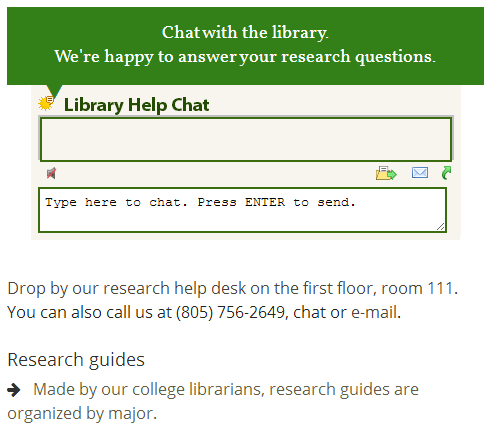 Chat with the library.
We're happy to answer your research questions.
Library Help Chat
Type here to chat. Press ENTER to send.
Drop by our research help desk on the first floor, room 111.
You can also call us at (805) 756-2649, chat or e-mail.
Research guides
Made by our college librarians, research guides are
organized by major.